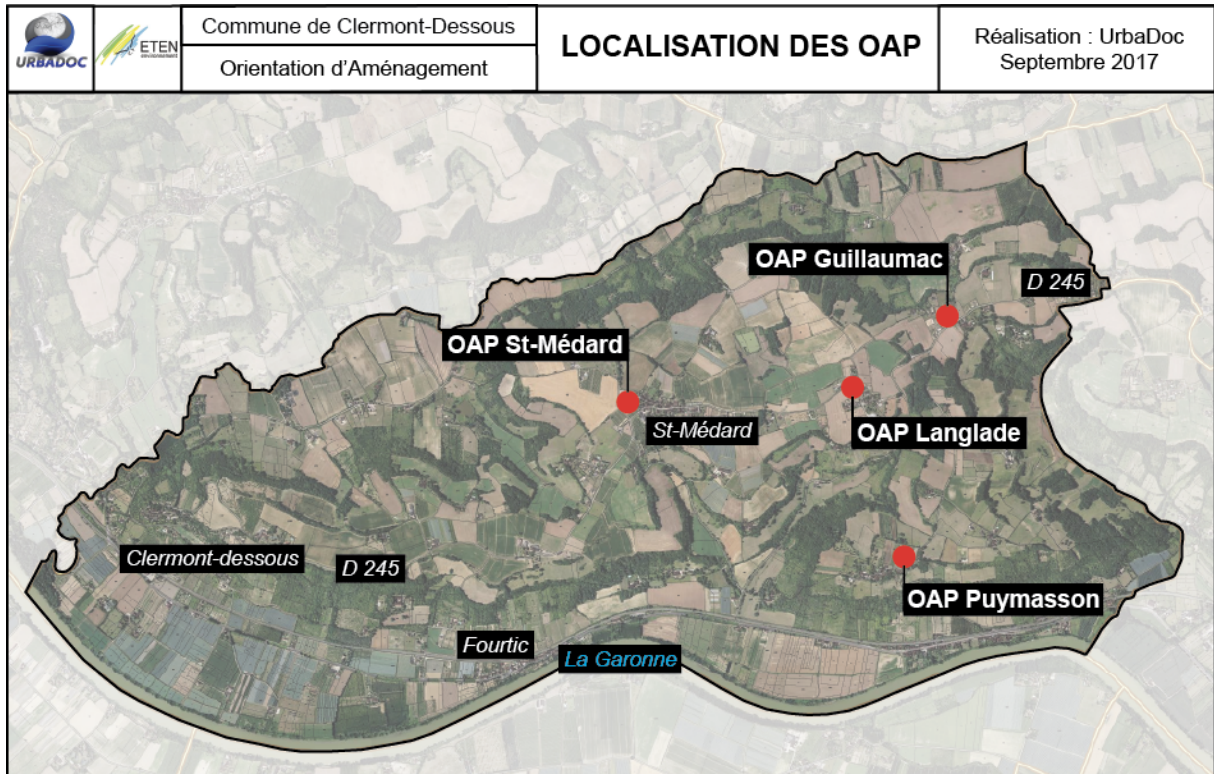 URBADOC
ETEN
environnement
Commune de Clermont-Dessous
Orientation d'Aménagement
LOCALISATION DES OAP
Réalisation : UrbaDoc
Septembre 2017
OAP Guillaumac
D 245
OAP St-Médard
St-Médard
OAP Langlade
Clermont-dessous
D 245
OAP Puymasson
Fourtic
La Garonne